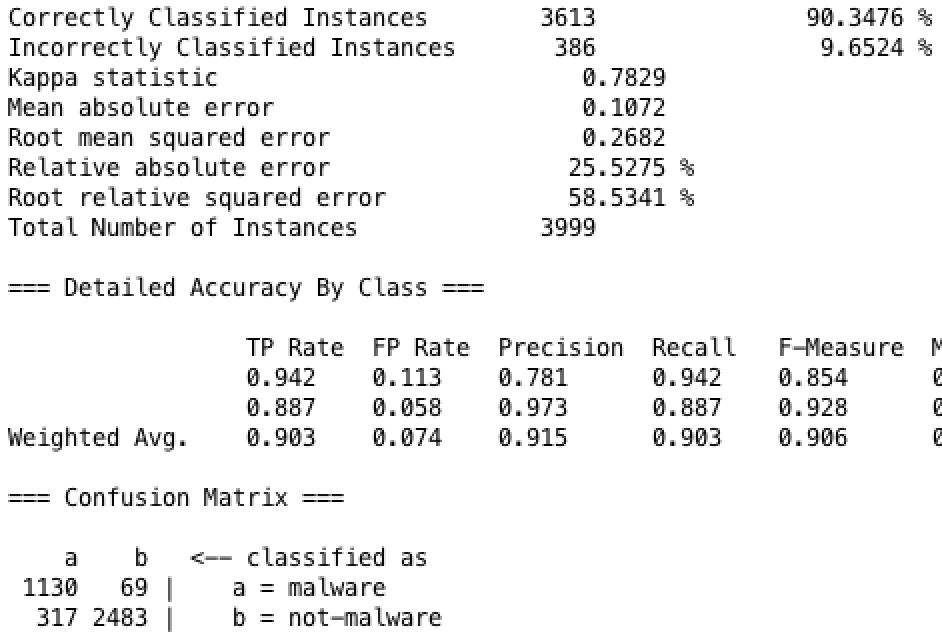 Correctly Classified Instances        3613               90.3476 %
Incorrectly Classified Instances       386                9.6524 %
Kappa statistic                          0.7829
Mean absolute error                      0.1072
Root mean squared error                  0.2682
Relative absolute error                 25.5275 %
Root relative squared error             58.5341 %
Total Number of Instances             3999
=== Detailed Accuracy By Class ===
                 TP Rate  FP Rate  Precision  Recall   F-Measure  M
                 0.942    0.113    0.781      0.942    0.854      0
                 0.887    0.058    0.973      0.887    0.928      0
Weighted Avg.    0.903    0.074    0.915      0.903    0.906      0
=== Confusion Matrix ===
    a    b   <-- classified as
 1130   69 |    a = malware
  317 2483 |    b = not-malware